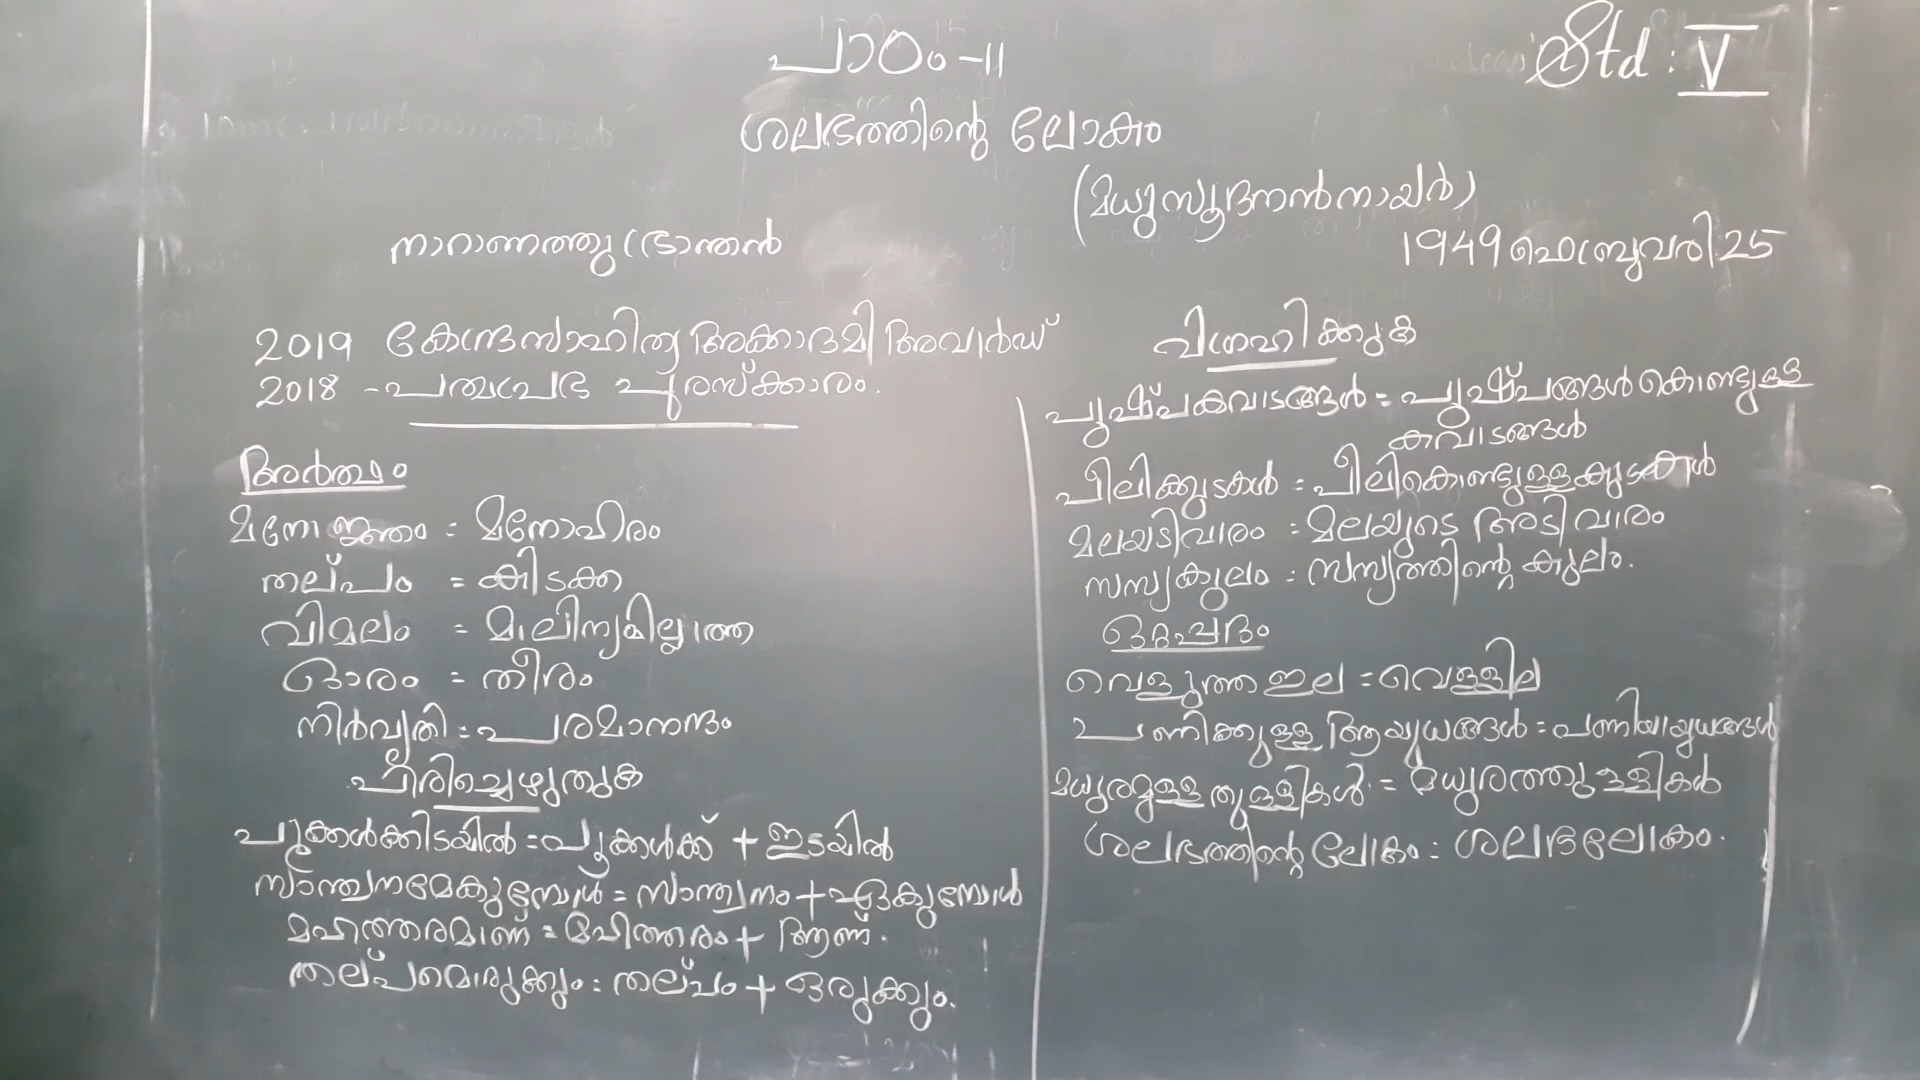 പാഠം -11
Std : V
ശലഭത്തിന്റെ ലോകം
(മധുസൂദനൻനായർ)
1949 ഫെബ്രുവരി 25
നാറാണത്തു ഭ്രാന്തൻ
2019 കേന്ദ്രസാഹിത്യ അക്കാദമി അവാർഡ്
2018 - പത്മപ്രഭ പുരസ്ക്കാരം.
അർത്ഥം
മനോജ്ഞം = മനോഹരം
തല്പം = കിടക്ക
വിമലം = മാലിന്യമില്ലാത്ത
ഓരം = തീരം
നിർവൃതി = പരമാനന്ദം
പിരിച്ചെഴുതുക
പൂക്കൾക്കിടയിൽ = പൂക്കൾക്ക് + ഇടയിൽ
സാന്ത്വനമേകുമ്പോൾ = സാന്ത്വനം + ഏകുമ്പോൾ
മഹത്തരമാണ് = മഹത്തരം + ആണ്.
തല്പമൊരുക്കും = തല്പം + ഒരുക്കും.
വിഗ്രഹിക്കുക
പുഷ്പകവാടങ്ങൾ = പുഷ്പങ്ങൾകൊണ്ടുള്ള
കവാടങ്ങൾ
പീലിക്കുടകൾ = പീലികൊണ്ടുള്ളകുടകൾ
മലയടിവാരം = മലയുടെ അടിവാരം
സസ്യകുലം = സസ്യത്തിന്റെ കുലം.
ഒറ്റപ്പദം
വെളുത്ത ഇല = വെള്ളില
പണിക്കുള്ള ആയുധങ്ങൾ = പണിയായുധങ്ങൾ
മധുരമുള്ള തുള്ളികൾ = മധുരത്തുള്ളികൾ
ശലഭത്തിന്റെ ലോകം = ശലഭലോകം.